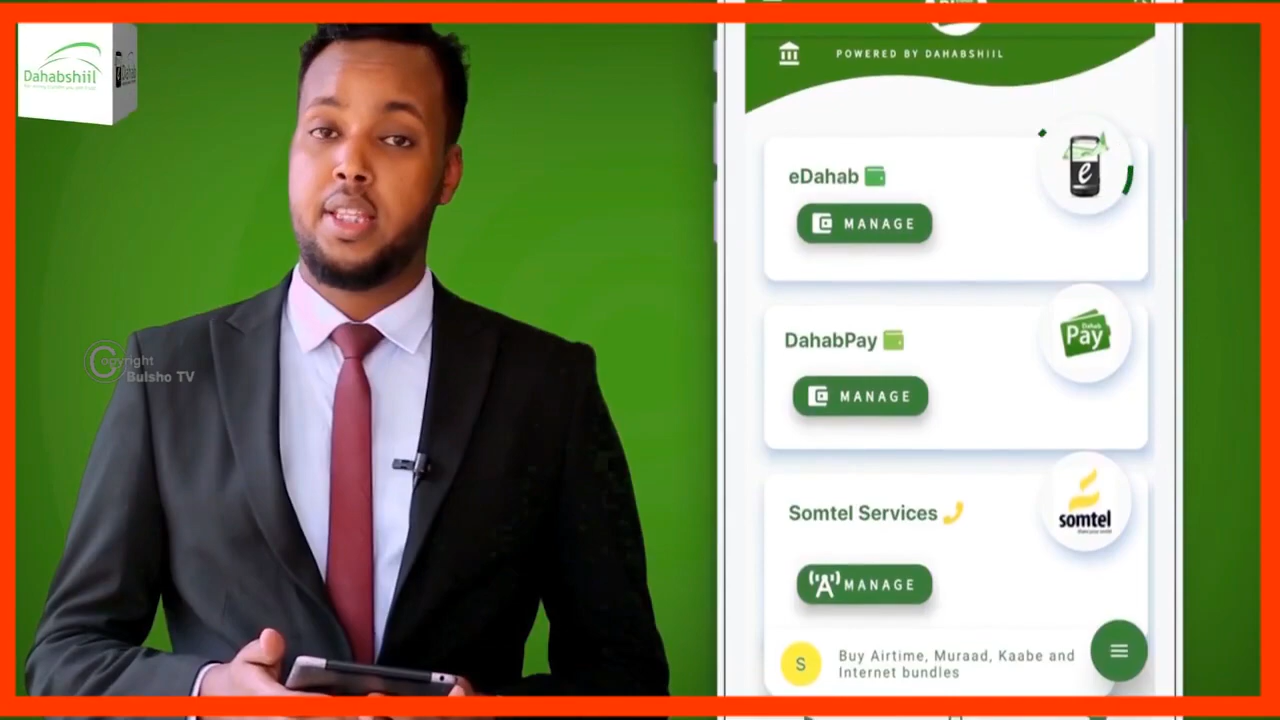 Dahabshiil
POWERED BY DAHABSHIIL
eDahab
e
MANAGE
DahabPay
Dahab
Pay
MANAGE
Somtel Services
somtel
MANAGE
S
Buy Airtime, Muraad, Kaabe and
Internet bundles
Copyright
Bulsho TV